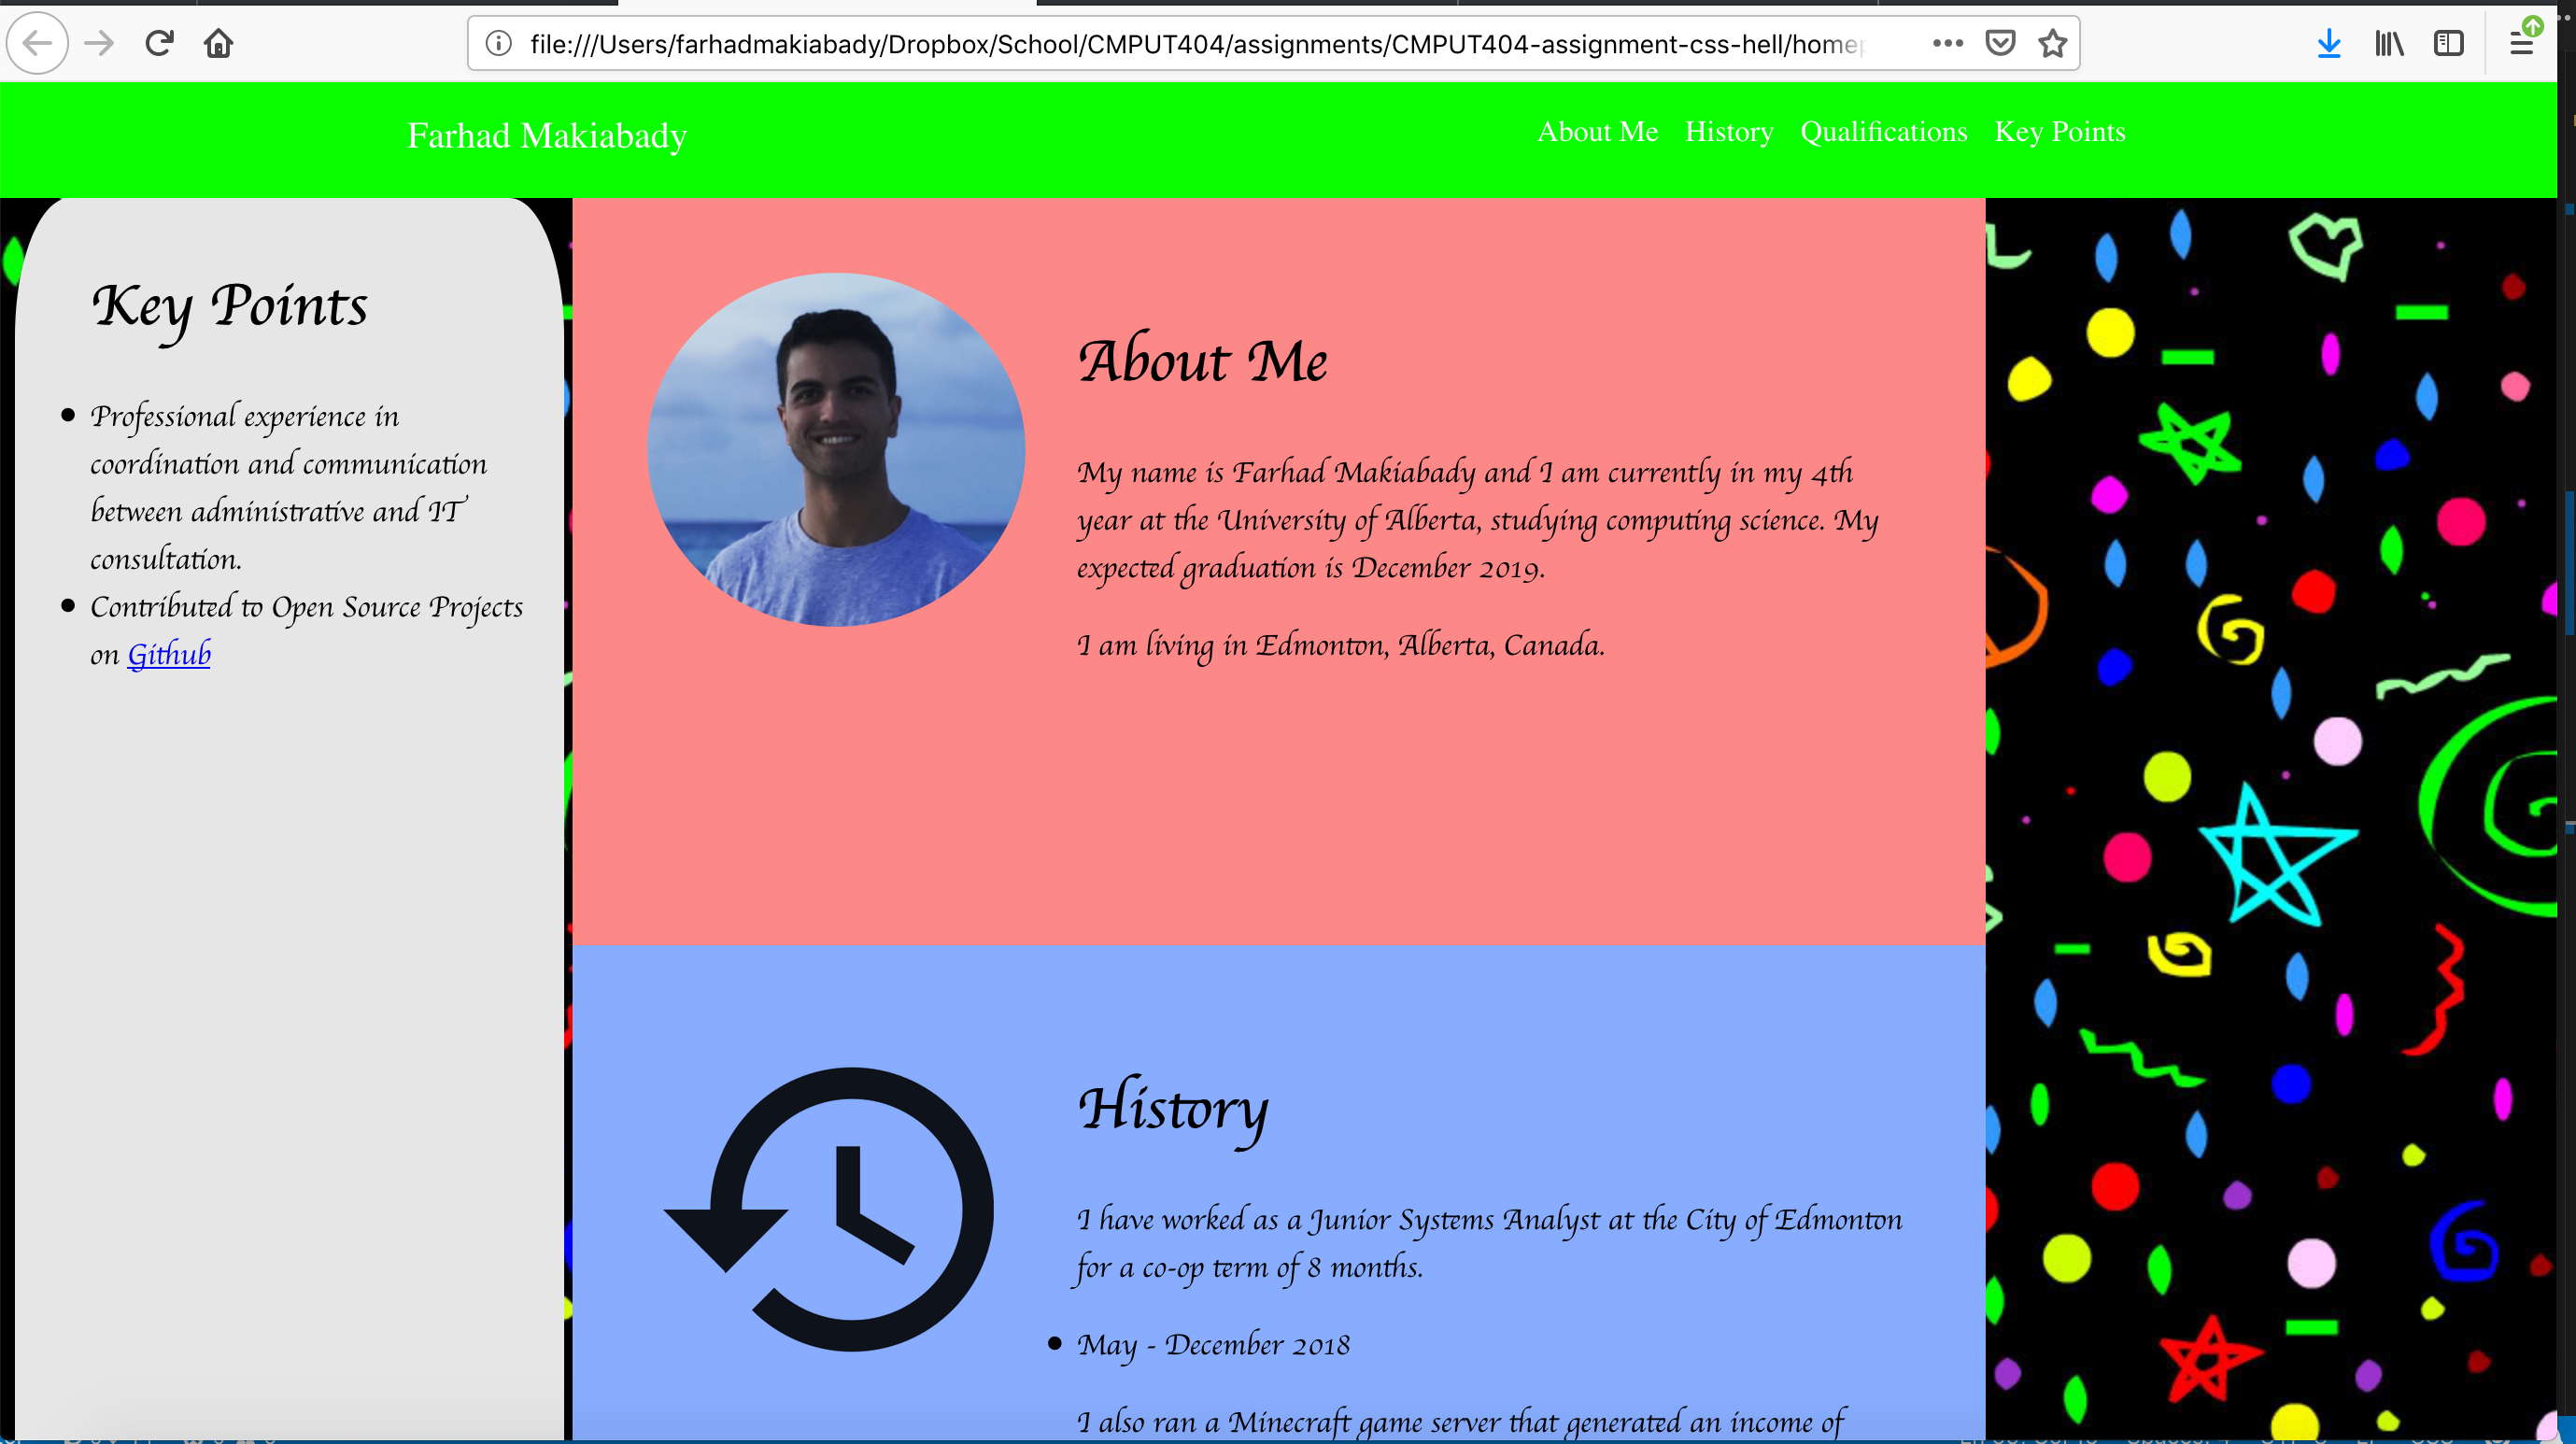 file:///Users/farhadmakiabady/Dropbox/School/CMPUT404/assignments/CMPUT404-assignment-css-hell/home
Farhad Makiabady
About Me History Qualifications Key Points
Key Points
Professional experience in
coordination and communication
between administrative and IT
consultation.
Contributed to Open Source Projects
on Github
About Me
My name is Farhad Makiabady and I am currently in my 4th
year at the University of Alberta, studying computing science. My
expected graduation is December 2019.
I am living in Edmonton, Alberta, Canada.
History
I have worked as a Junior Systems Analyst at the City of Edmonton
for a co-op term of 8 months.
May - December 2018
I also ran a Minecraft game server that generated an income of